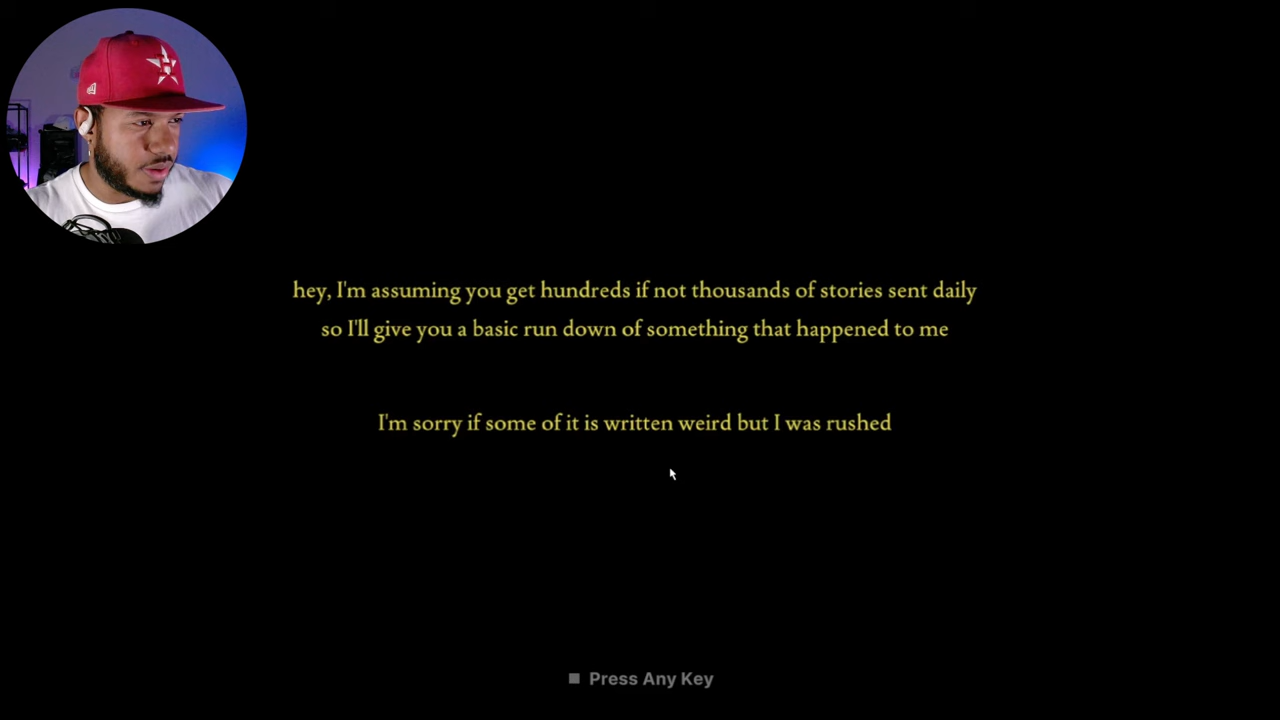 hey, I'm assuming you get hundreds if not thousands of stories sent daily
so I'll give you a basic run down of something that happened to me
I'm sorry if some of it is written weird but I was rushed
Press Any Key